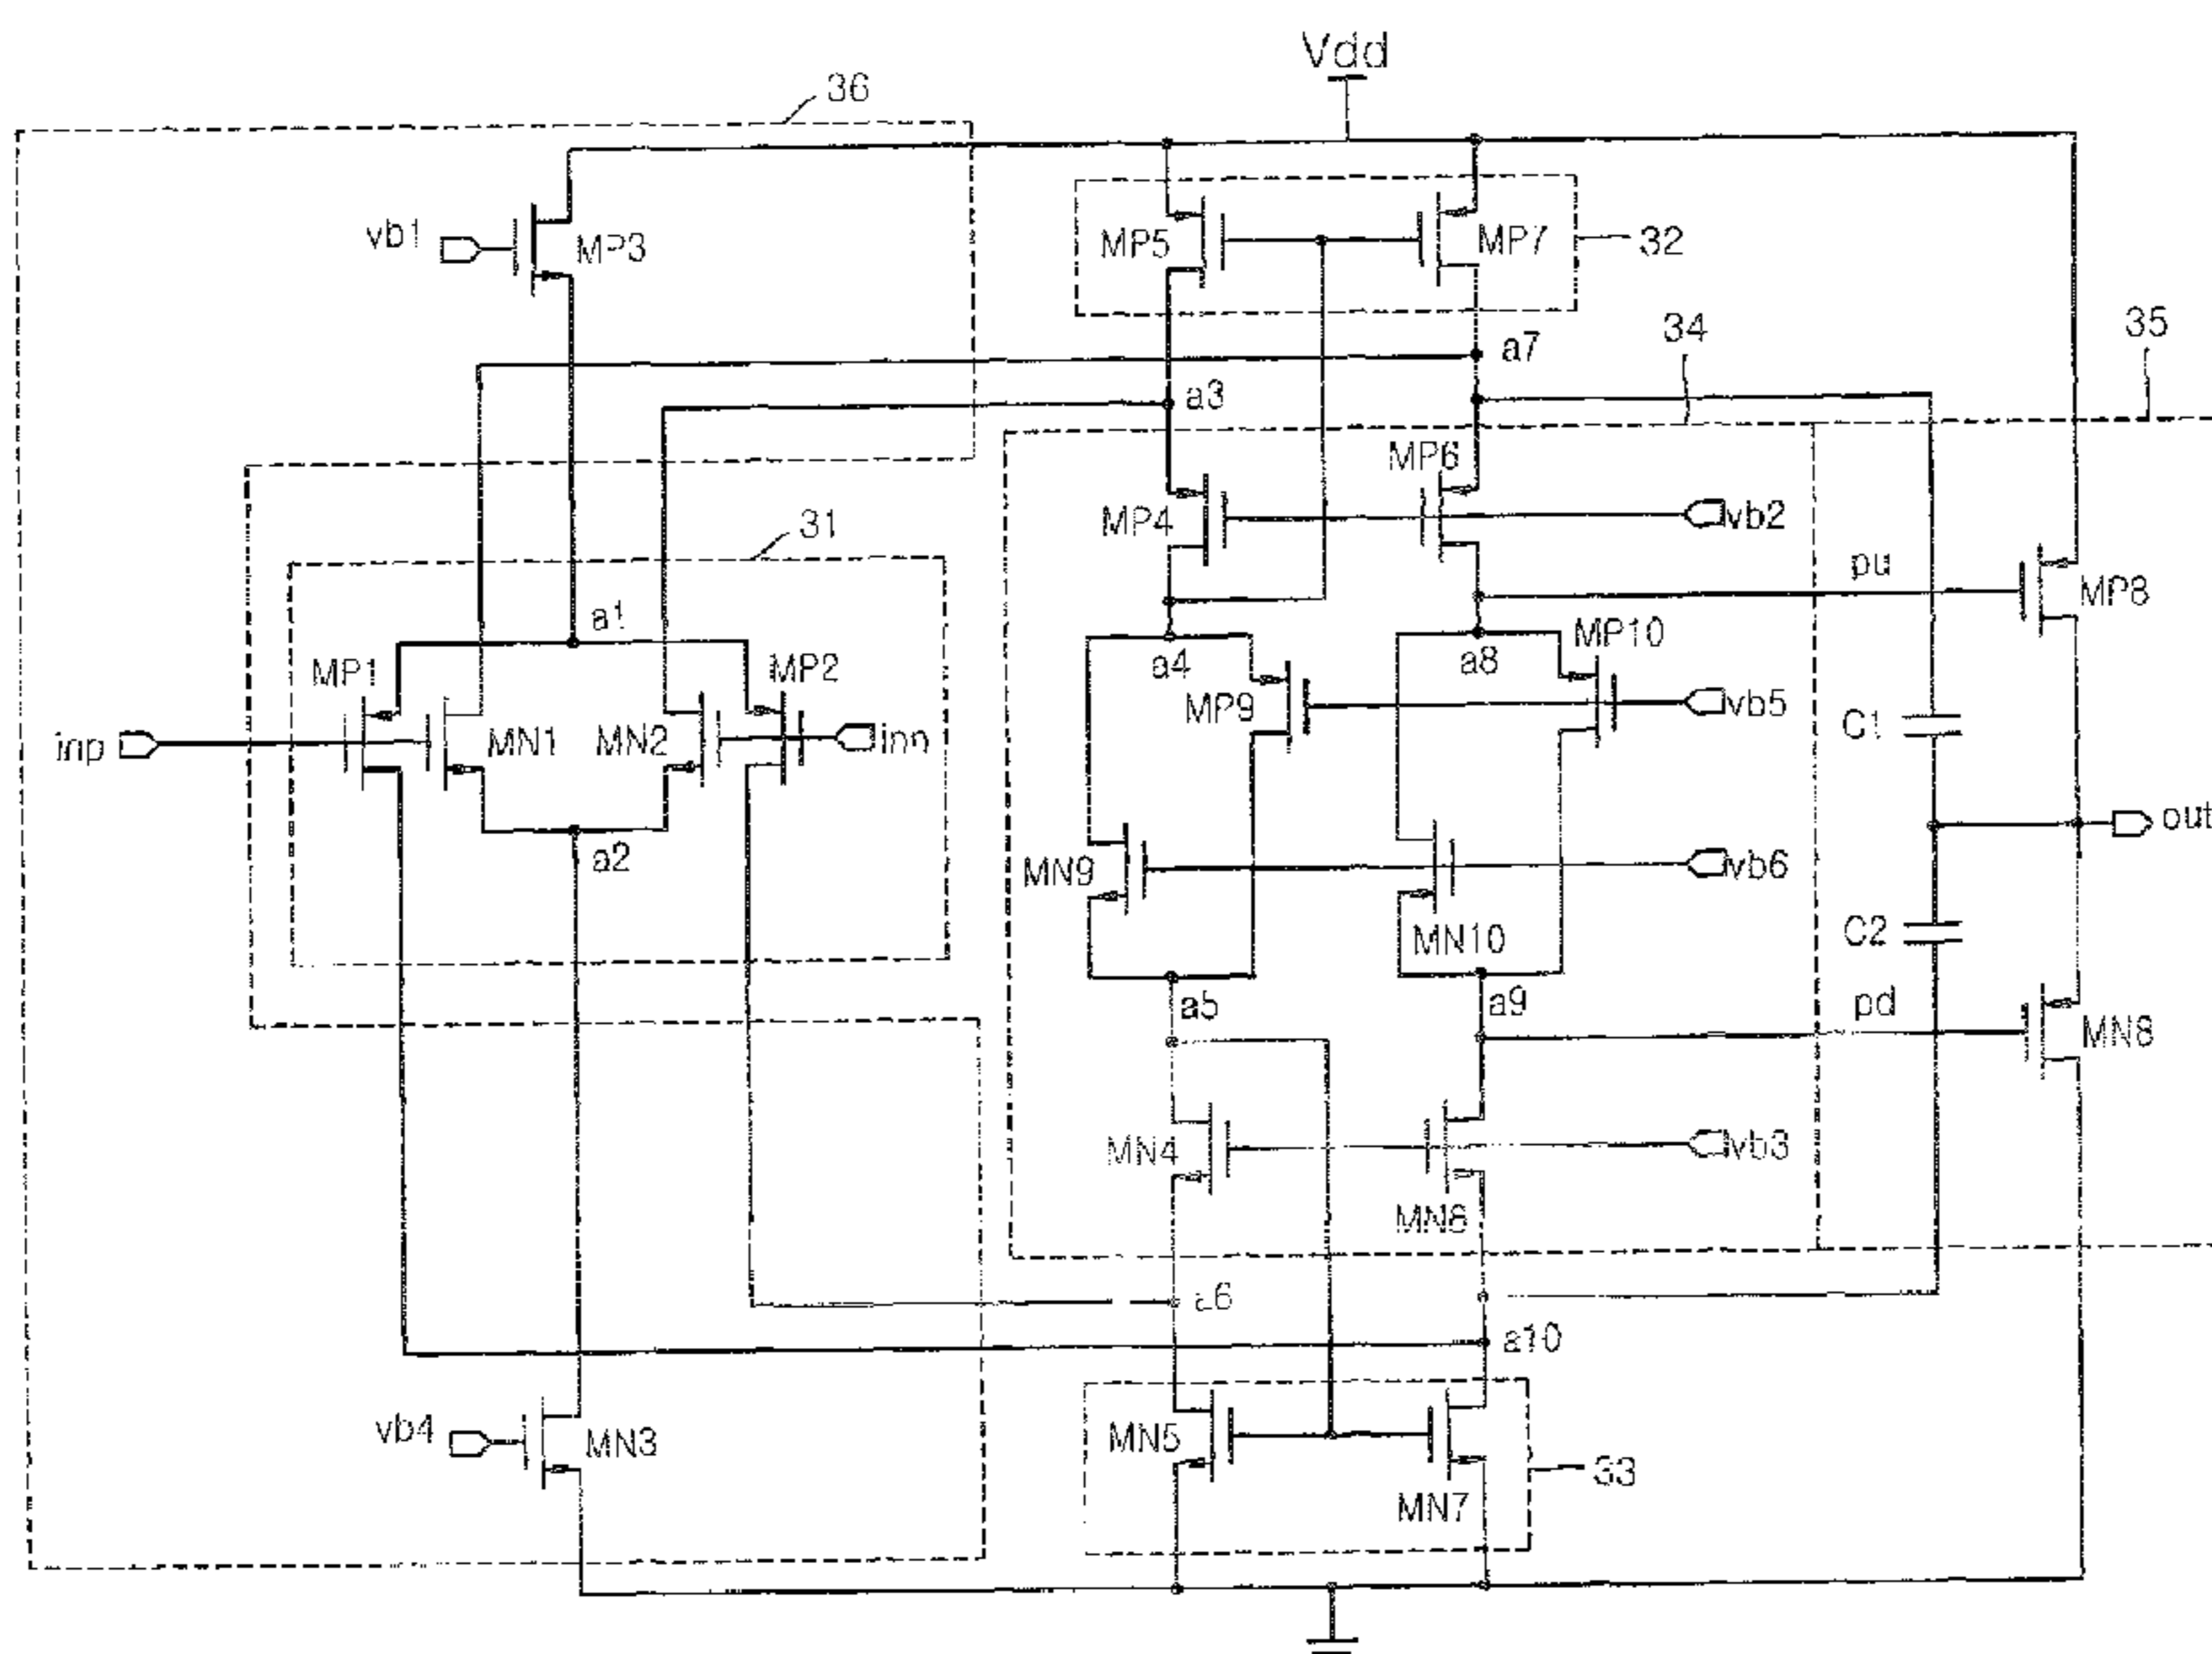 Vdd
36
vb1
MP3
MP5
MP7
32
a7
34
35
a3
MP6
MP4
vb2
31
pu
MP8
a1
MP1
MP2
a4
a8
MP10
MP9
vb5
inp
MN1
MN2
inn
C1
out
a2
MN9
vb6
MN10
C2
a5
a9
pd
MN8
MN4
vb3
MN6
a6
a10
vb4
MN3
MN5
33
MN7